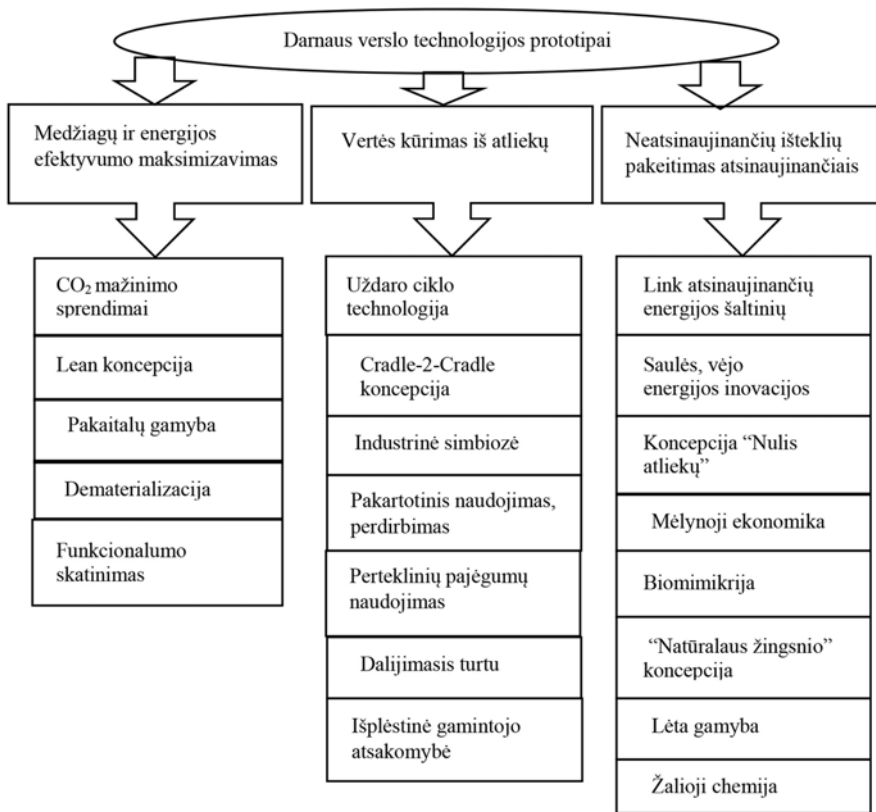 Darnaus verslo technologijos prototipai
Medžiagų ir energijos
efektyvumo maksimizavimas
CO₂ mažinimo
sprendimai
Lean koncepcija
Pakaitalų gamyba
Dematerializacija
Funkcionalumo
skatinimas
Vertės kūrimas iš atliekų
Uždaro ciklo
technologija
Cradle-2-Cradle
koncepcija
Industrinė simbiozė
Pakartotinis naudojimas,
perdirbimas
Perteklinių pajėgumų
naudojimas
Dalijimasis turtu
Išplėstinė gamintojo
atsakomybė
Neatsinaujinančių išteklių
pakeitimas atsinaujinančiais
Link atsinaujinančių
energijos šaltinių
Saulės, vėjo
energijos inovacijos
Koncepcija “Nulis
atliekų”
Mėlynoji ekonomika
Biomimikrija
“Natūralaus žingsnio”
koncepcija
Lėta gamyba
Žalioji chemija